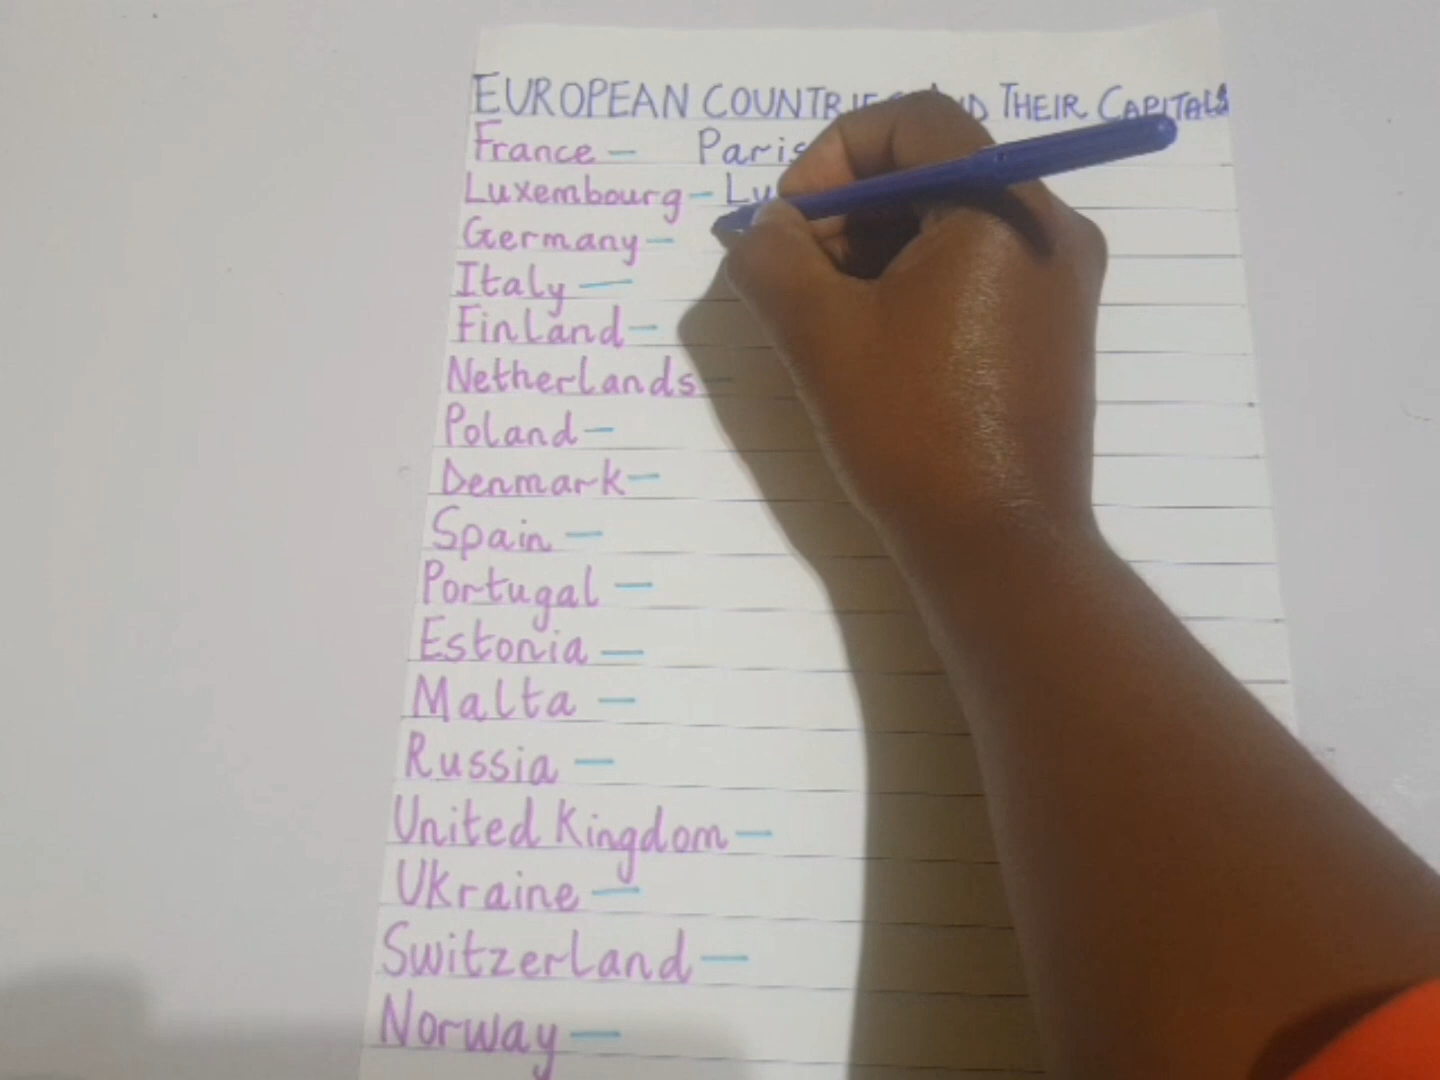 EUROPEAN THEIR CAPITALS
France - Paris
Luxembourg -
Germany -
Italy -
Finland -
Netherlands -
Poland -
Denmark -
Spain -
Portugal -
Estonia -
Malta -
Russia -
United Kingdom -
Ukraine -
Switzerland -
Norway -